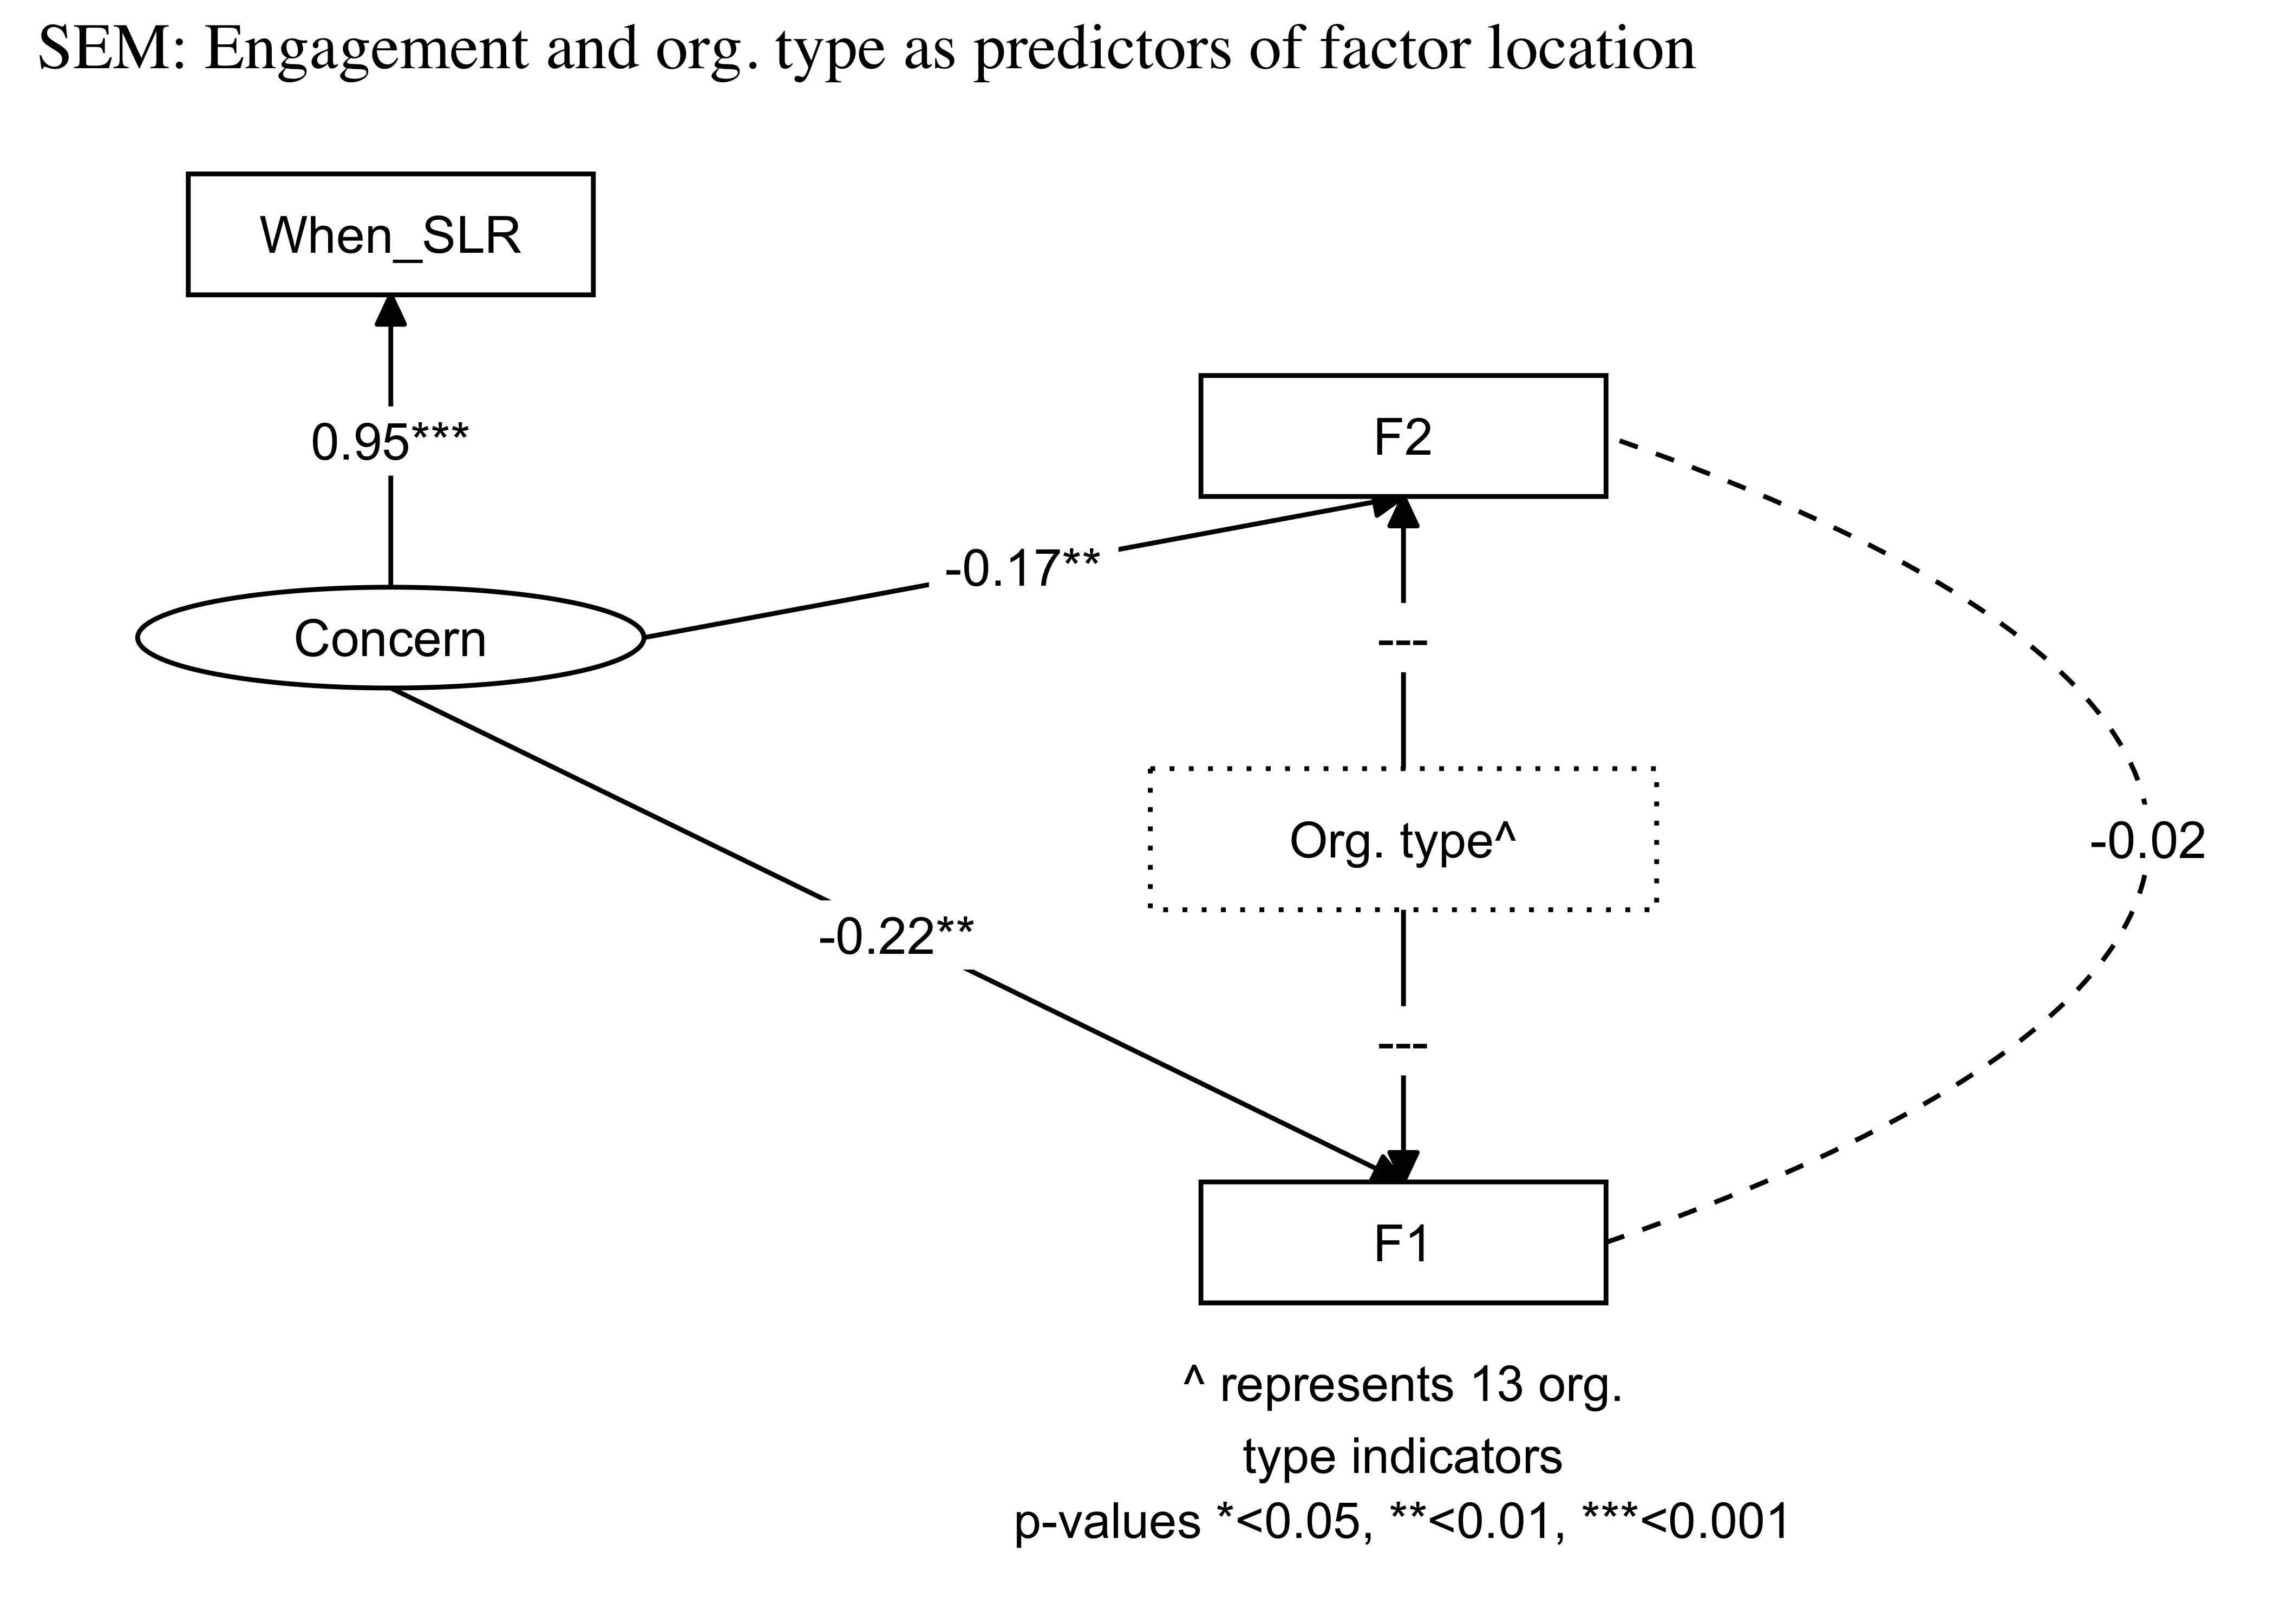 SEM: Engagement and org. type as predictors of factor location
When_SLR
0.95***
F2
-0.17**
Concern
---
Org. type^
-0.02
-0.22**
---
F1
^ represents 13 org.
type indicators
p-values *<0.05, **<0.01, ***<0.001